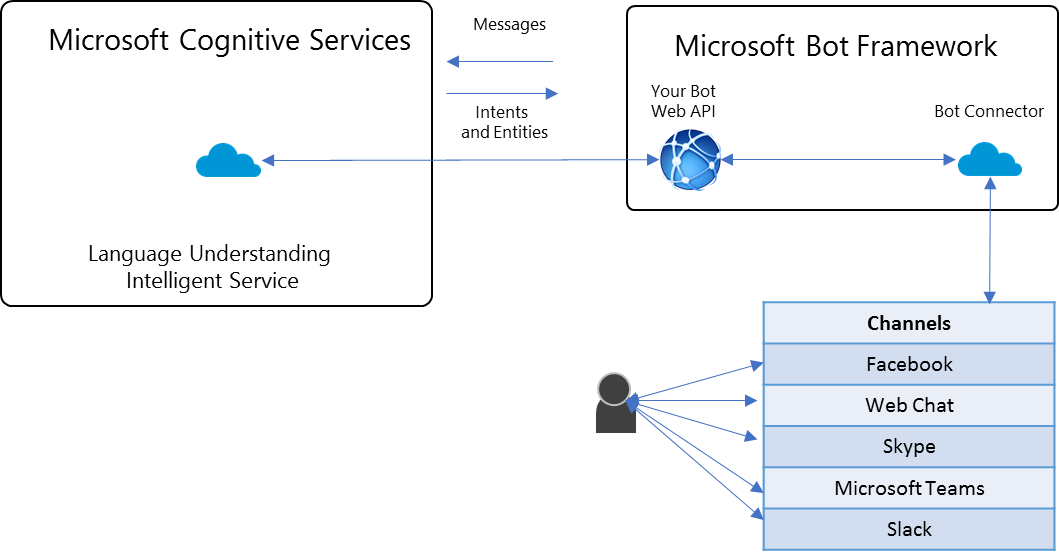 Microsoft Cognitive Services
Messages
Intents
and Entities
Language Understanding
Intelligent Service
Microsoft Bot Framework
Your Bot
Web API
Bot Connector
Channels
Facebook
Web Chat
Skype
Microsoft Teams
Slack